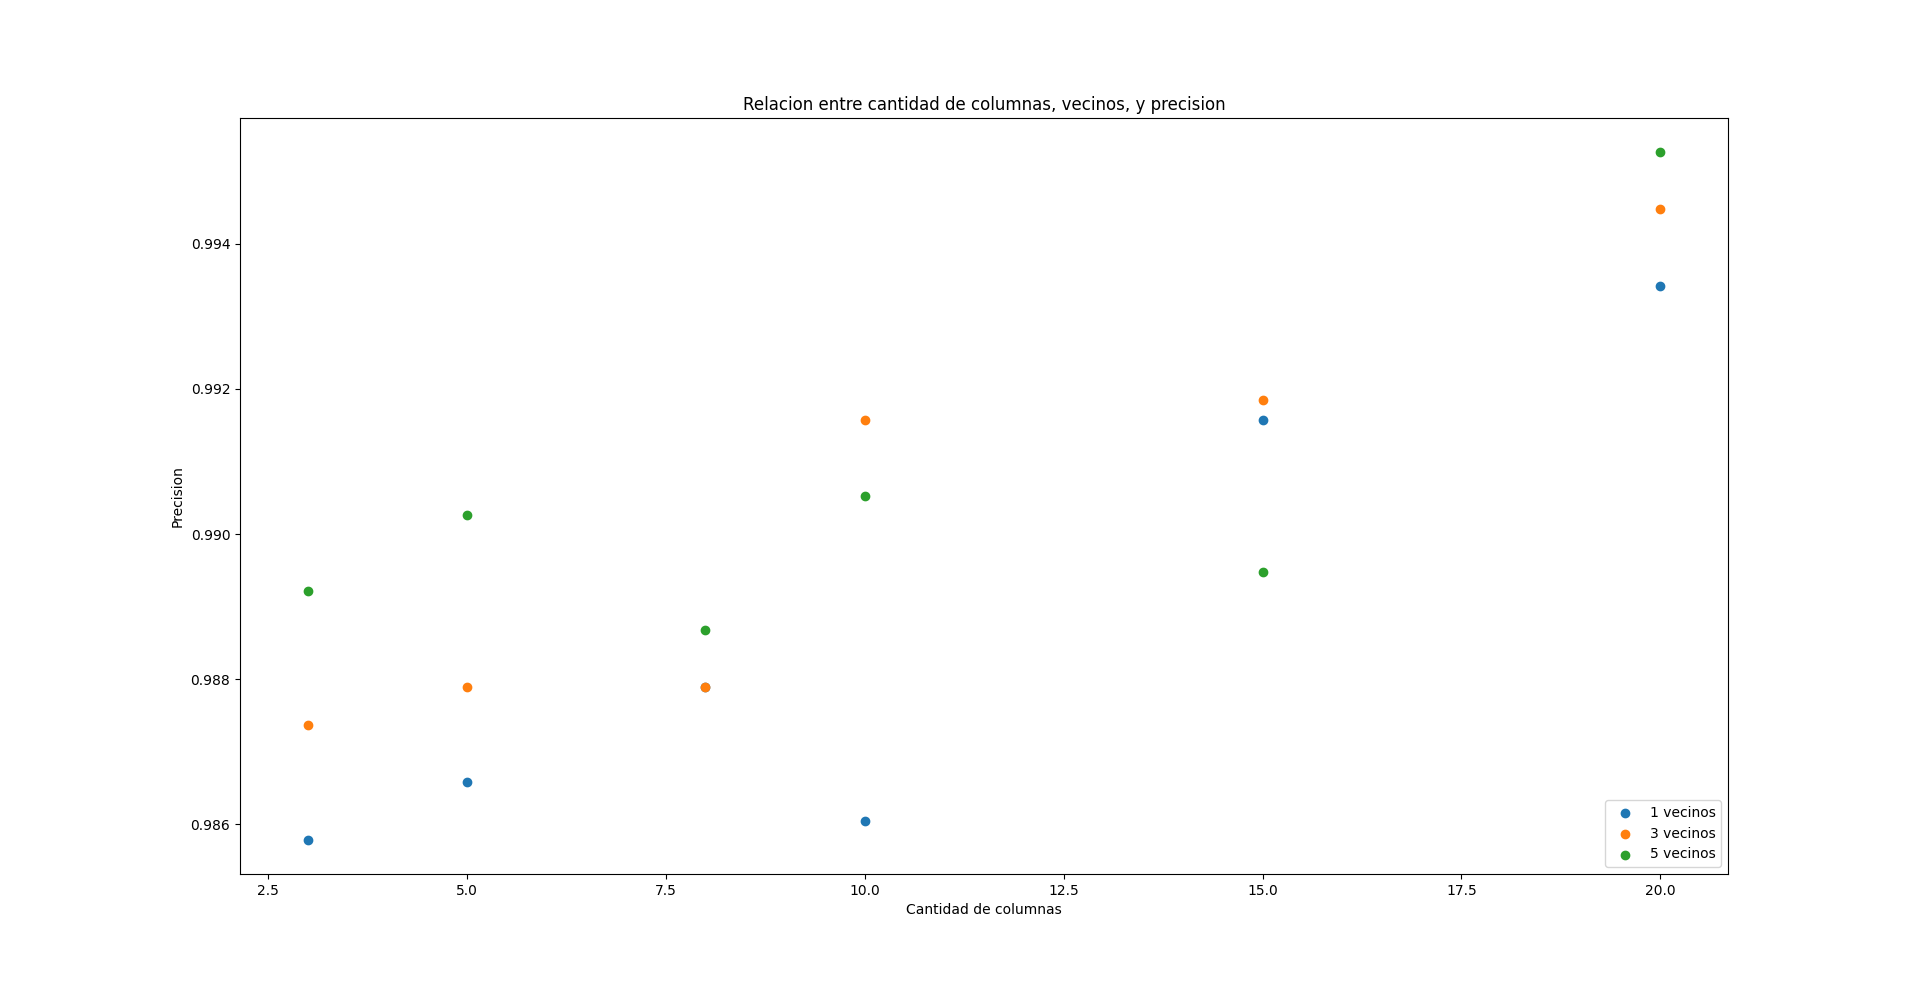 Relacion entre cantidad de columnas, vecinos, y precision
0.994
0.992
0.990
0.988
0.986
Precision
2.5 5.0 7.5 10.0 12.5 15.0 17.5 20.0
Cantidad de columnas
1 vecinos
3 vecinos
5 vecinos